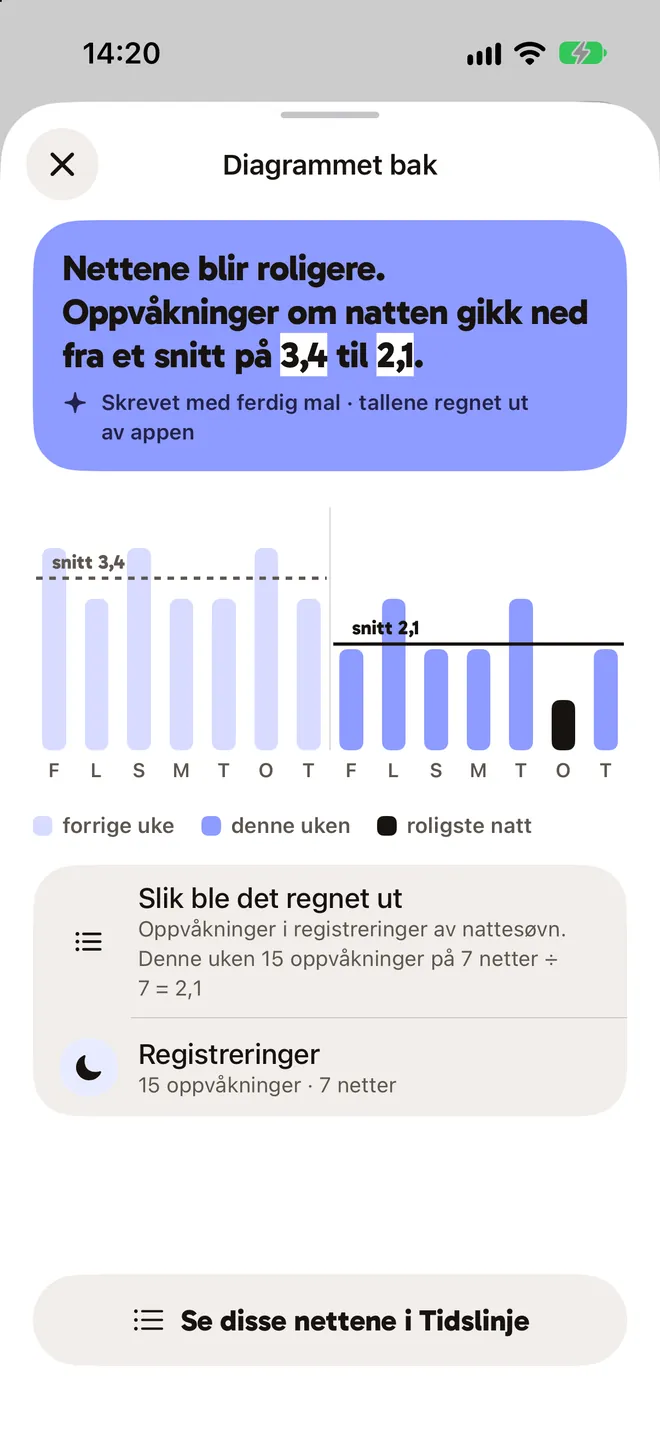 14:20
Diagrammet bak
Nettene blir roligere.
Oppvåkninger om natten gikk ned
fra et snitt på 3,4 til 2,1.
Skrevet med ferdig mal · tallene regnet ut
av appen
snitt 3,4
snitt 2,1
F L S M T O T F L S M T O T
forrige uke denne uken roligste natt
Slik ble det regnet ut
Oppvåkninger i registreringer av nattesøvn.
Denne uken 15 oppvåkninger på 7 netter ÷
7 = 2,1
Registreringer
15 oppvåkninger · 7 netter
Se disse nettene i Tidslinje